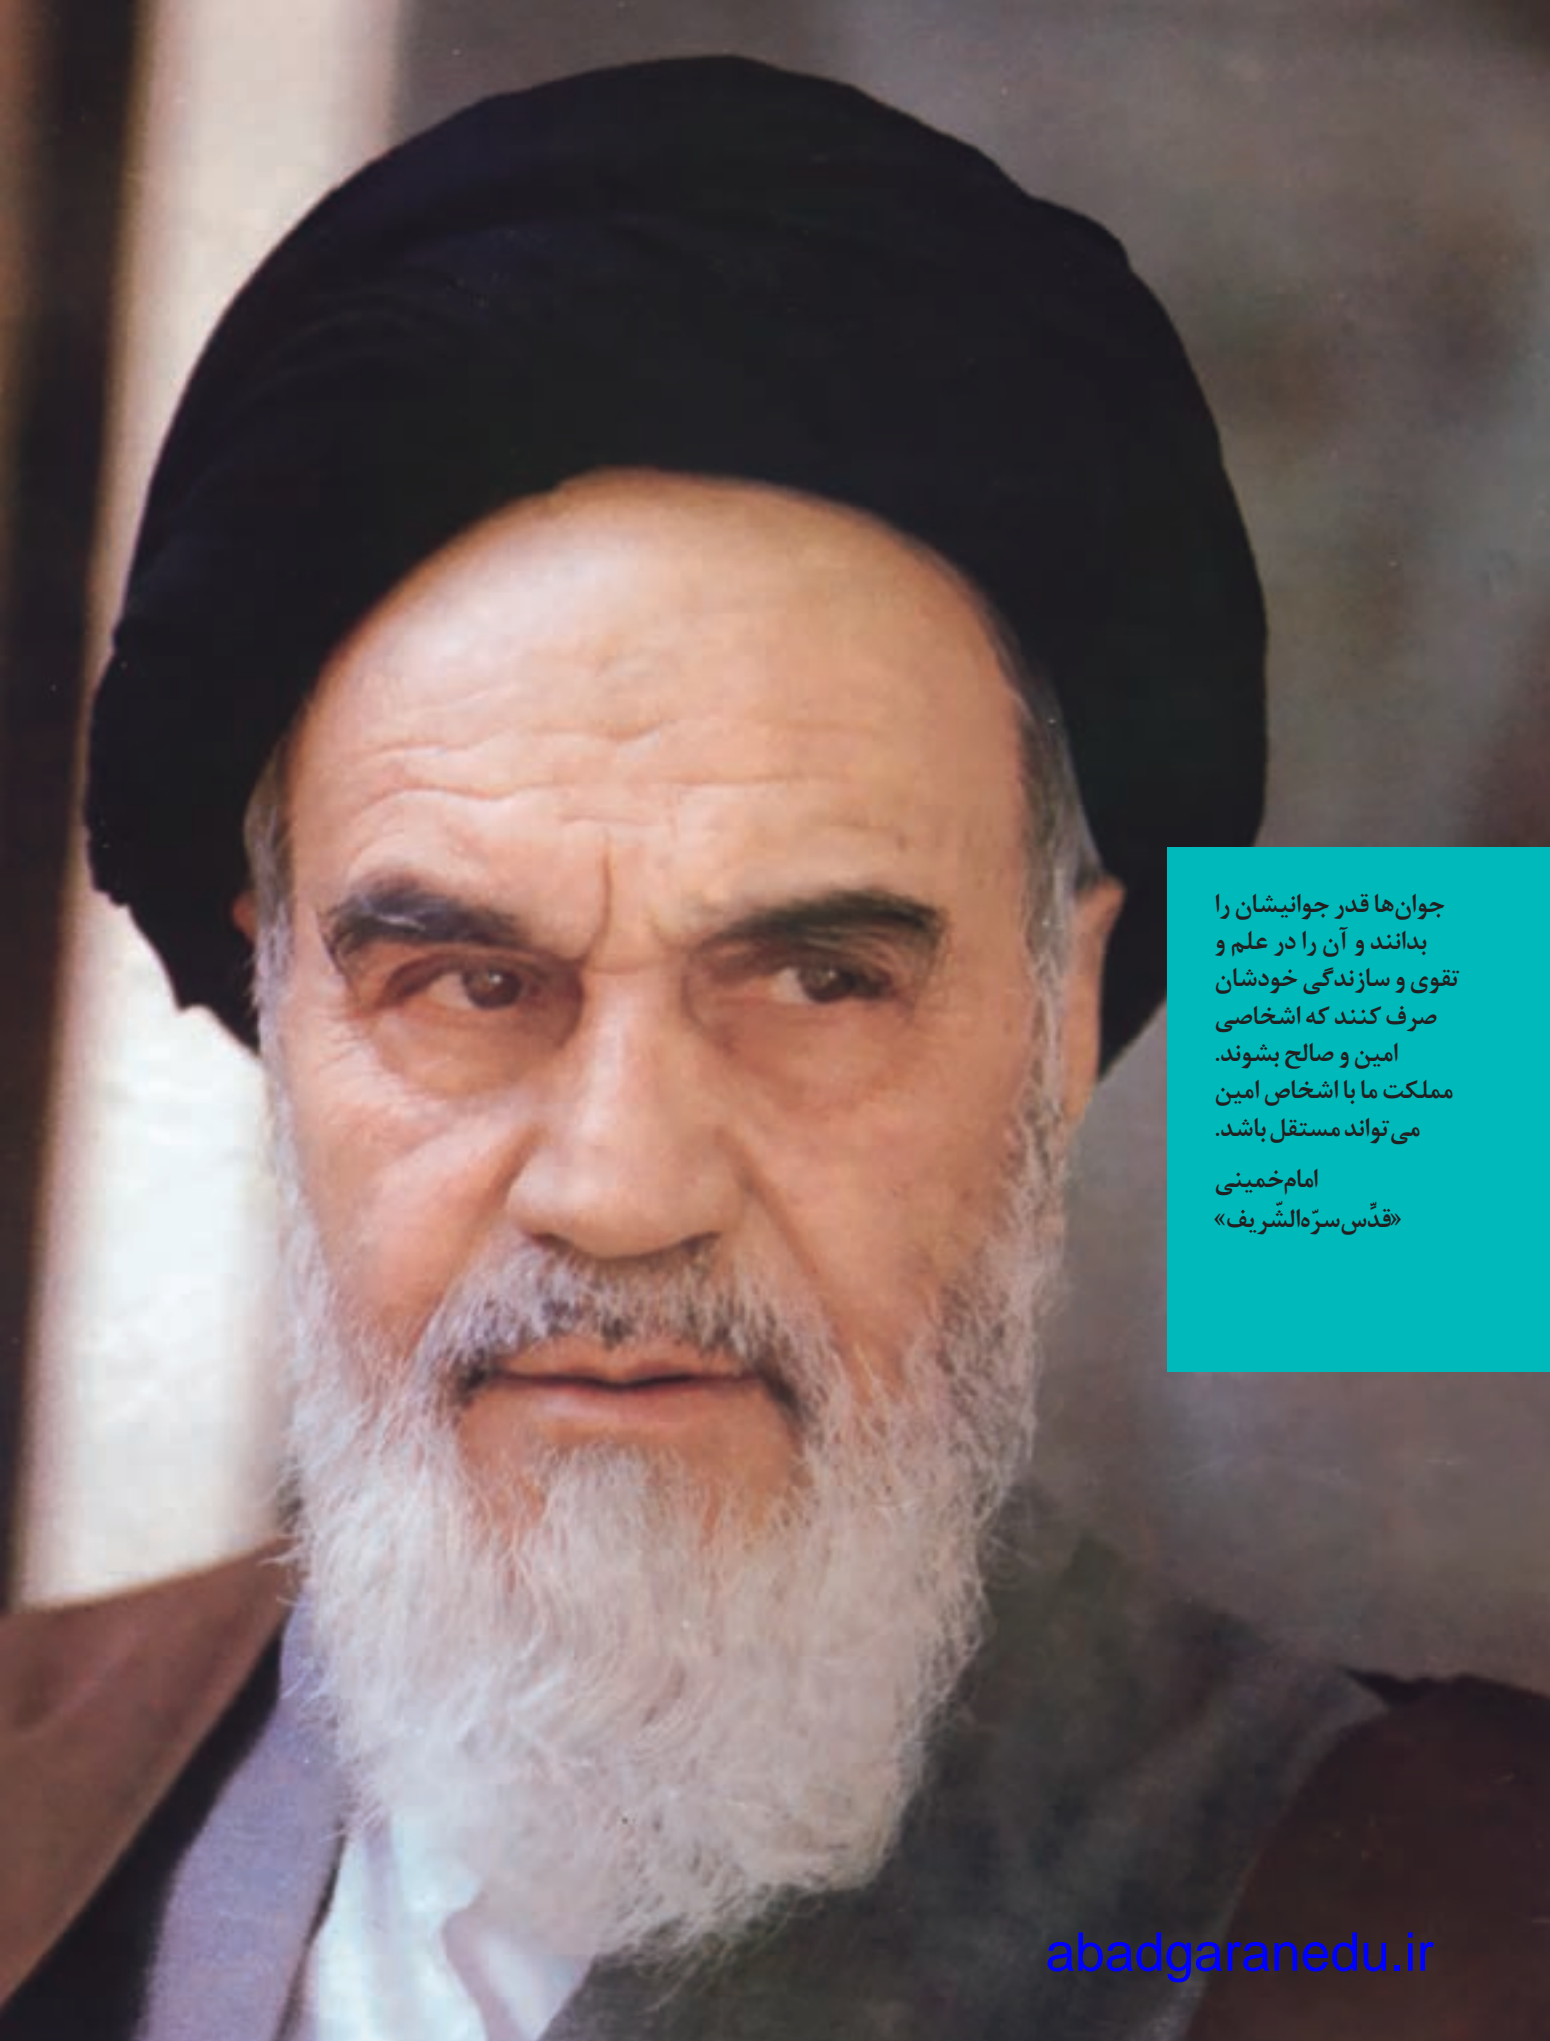 جوان‌ها قدر جوانیشان را
بدانند و آن را در علم و
تقوی و سازندگی خودشان
صرف کنند که اشخاصی
امین و صالح بشوند.
مملکت ما با اشخاص امین
می‌تواند مستقل باشد.
امام‌خمینی
«قدِّس‌سرّه‌الشّریف»
abadgaranedu.ir